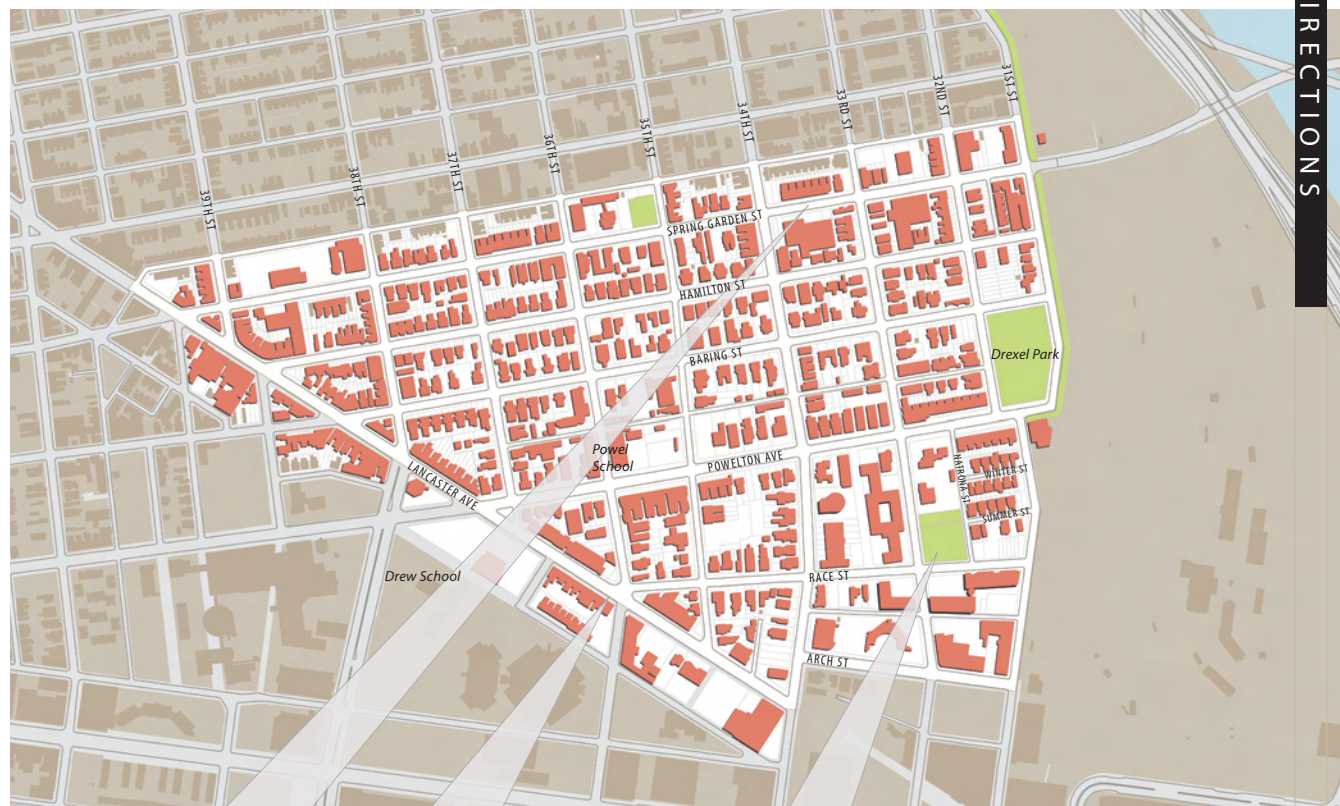 IRECTIONS
31ST ST
32ND ST
33RD ST
34TH ST
35TH ST
36TH ST
37TH ST
38TH ST
39TH ST
SPRING GARDEN ST
HAMILTON ST
BARING ST
Drexel Park
Powel
School
POWELTON AVE
LANCASTER AVE
NATRONA ST
WINTER ST
SUMMER ST
Drew School
RACE ST
ARCH ST